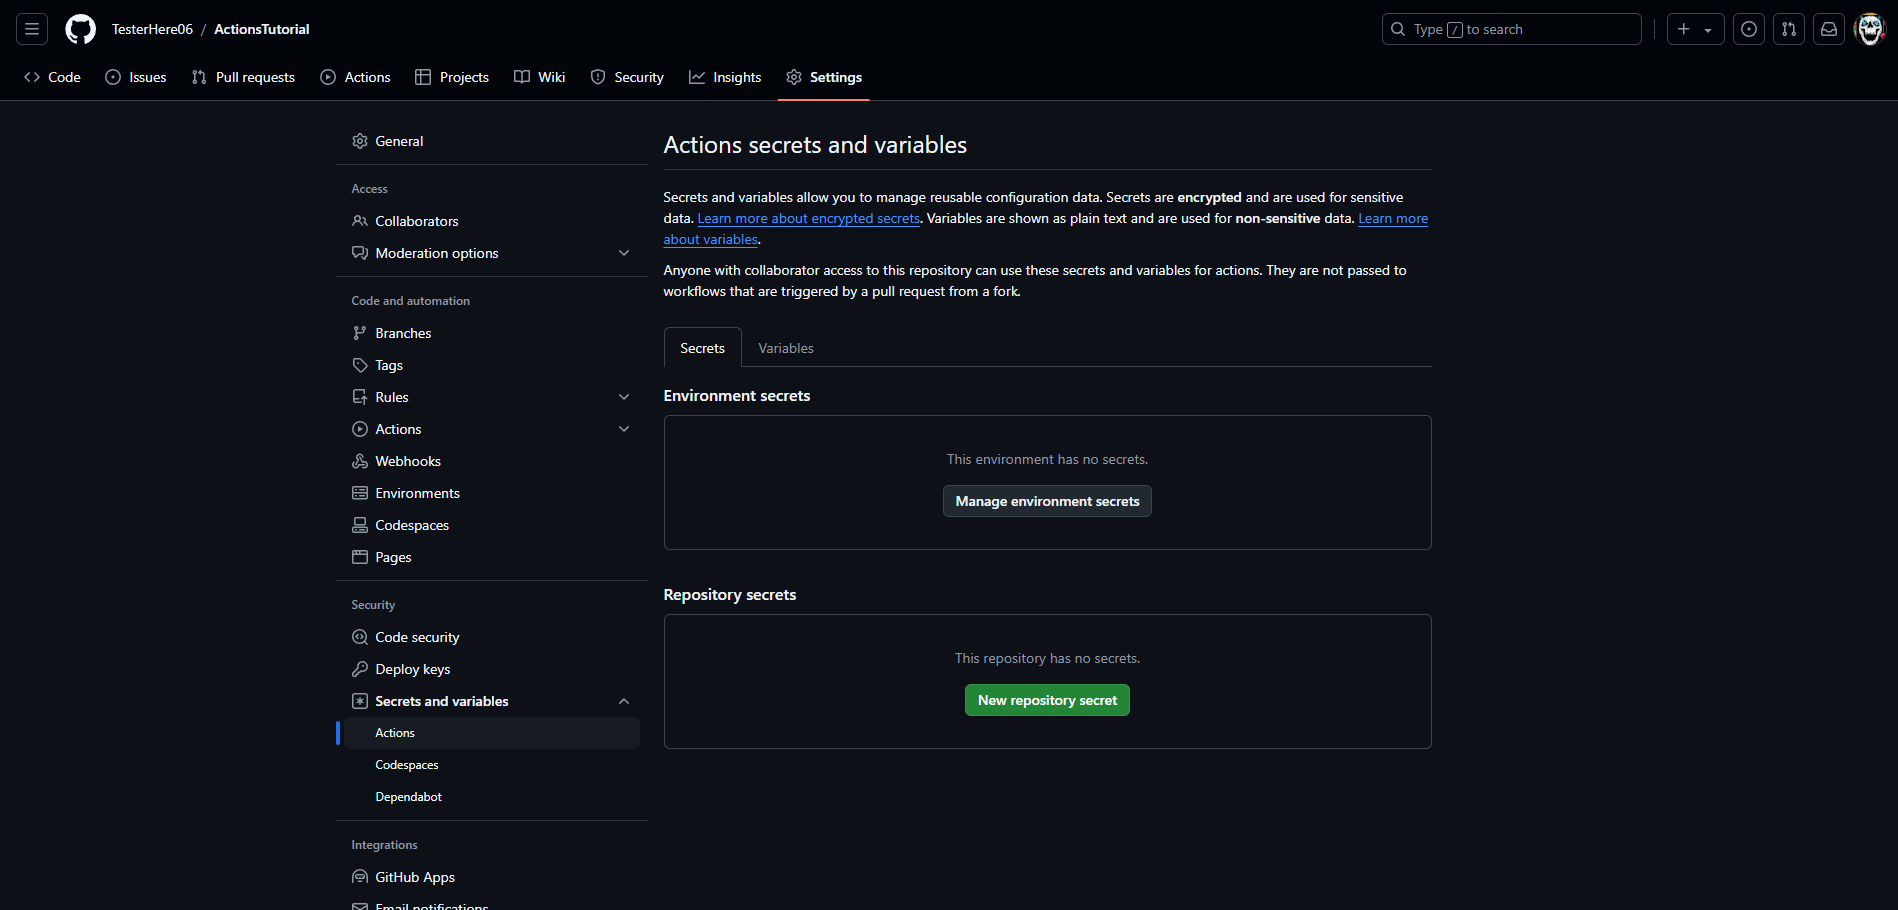 TesterHere06 / ActionsTutorial
Type / to search
Code
Issues
Pull requests
Actions
Projects
Wiki
Security
Insights
Settings
General
Access
Collaborators
Moderation options
Code and automation
Branches
Tags
Rules
Actions
Webhooks
Environments
Codespaces
Pages
Security
Code security
Deploy keys
Secrets and variables
Actions
Codespaces
Dependabot
Integrations
GitHub Apps
Email notifications
Actions secrets and variables
Secrets and variables allow you to manage reusable configuration data. Secrets are encrypted and are used for sensitive
data. Learn more about encrypted secrets. Variables are shown as plain text and are used for non-sensitive data. Learn more
about variables.
Anyone with collaborator access to this repository can use these secrets and variables for actions. They are not passed to
workflows that are triggered by a pull request from a fork.
Secrets
Variables
Environment secrets
This environment has no secrets.
Manage environment secrets
Repository secrets
This repository has no secrets.
New repository secret